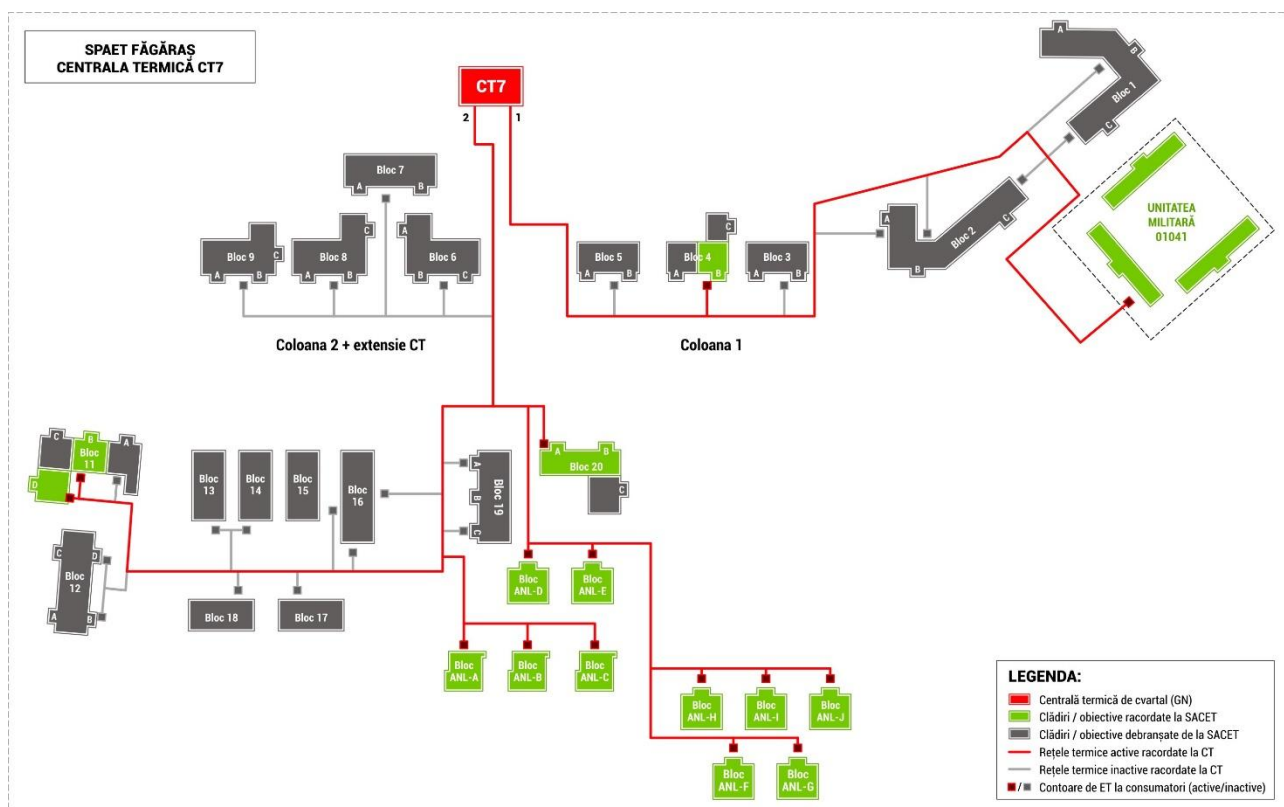 SPAET FĂGĂRAȘ
CENTRALA TERMICĂ CT7
CT7
2
1
A
B
Bloc 1
C
UNITATEA
MILITARĂ
01041
Bloc 7
A
B
Bloc 9
C
A
B
Bloc 8
C
A
B
A
Bloc 6
B
C
Bloc 5
A
B
C
Bloc 4
A
B
Bloc 3
A
B
A
Bloc 2
B
C
Coloana 2 + extensie CT
Coloana 1
C
B
A
Bloc
11
D
Bloc
13
Bloc
14
Bloc
15
Bloc
16
A
B
C
Bloc 19
A
B
Bloc 20
C
C
D
Bloc
12
A
B
Bloc 18
Bloc 17
Bloc
ANL-D
Bloc
ANL-E
Bloc
ANL-A
Bloc
ANL-B
Bloc
ANL-C
Bloc
ANL-H
Bloc
ANL-I
Bloc
ANL-J
Bloc
ANL-F
Bloc
ANL-G
LEGENDA:
Centrală termică de cvartal (GN)
Clădiri / obiective racordate la SACET
Clădiri / obiective debranșate de la SACET
Rețele termice active racordate la CT
Rețele termice inactive racordate la CT
/ Contoare de ET la consumatori (active/inactive)